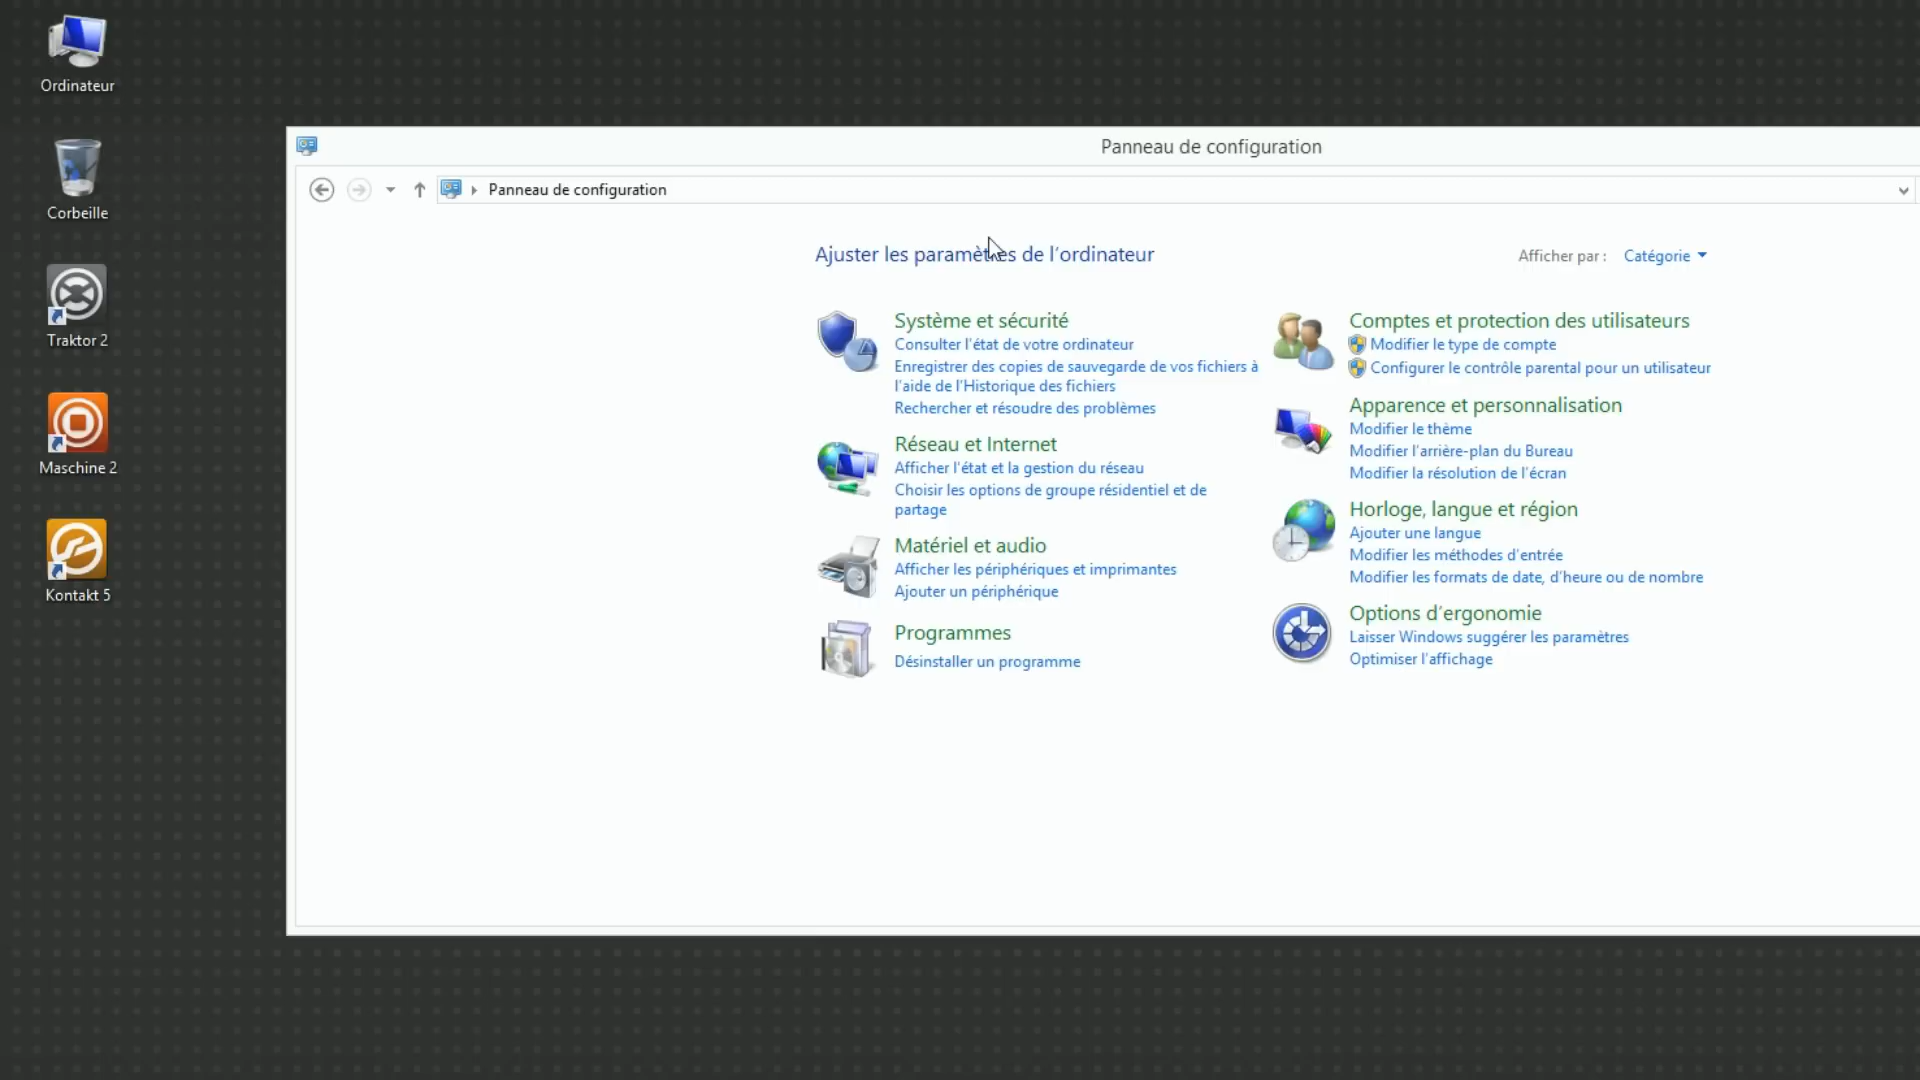 Ordinateur
Corbeille
Traktor 2
Maschine 2
Kontakt 5
Panneau de configuration
Panneau de configuration
Ajuster les paramètres de l'ordinateur
Afficher par : Catégorie
Système et sécurité
Consulter l'état de votre ordinateur
Enregistrer des copies de sauvegarde de vos fichiers à
l'aide de l'Historique des fichiers
Rechercher et résoudre des problèmes
Réseau et Internet
Afficher l'état et la gestion du réseau
Choisir les options de groupe résidentiel et de
partage
Matériel et audio
Afficher les périphériques et imprimantes
Ajouter un périphérique
Programmes
Désinstaller un programme
Comptes et protection des utilisateurs
Modifier le type de compte
Configurer le contrôle parental pour un utilisateur
Apparence et personnalisation
Modifier le thème
Modifier l'arrière-plan du Bureau
Modifier la résolution de l'écran
Horloge, langue et région
Ajouter une langue
Modifier les méthodes d'entrée
Modifier les formats de date, d'heure ou de nombre
Options d'ergonomie
Laisser Windows suggérer les paramètres
Optimiser l'affichage